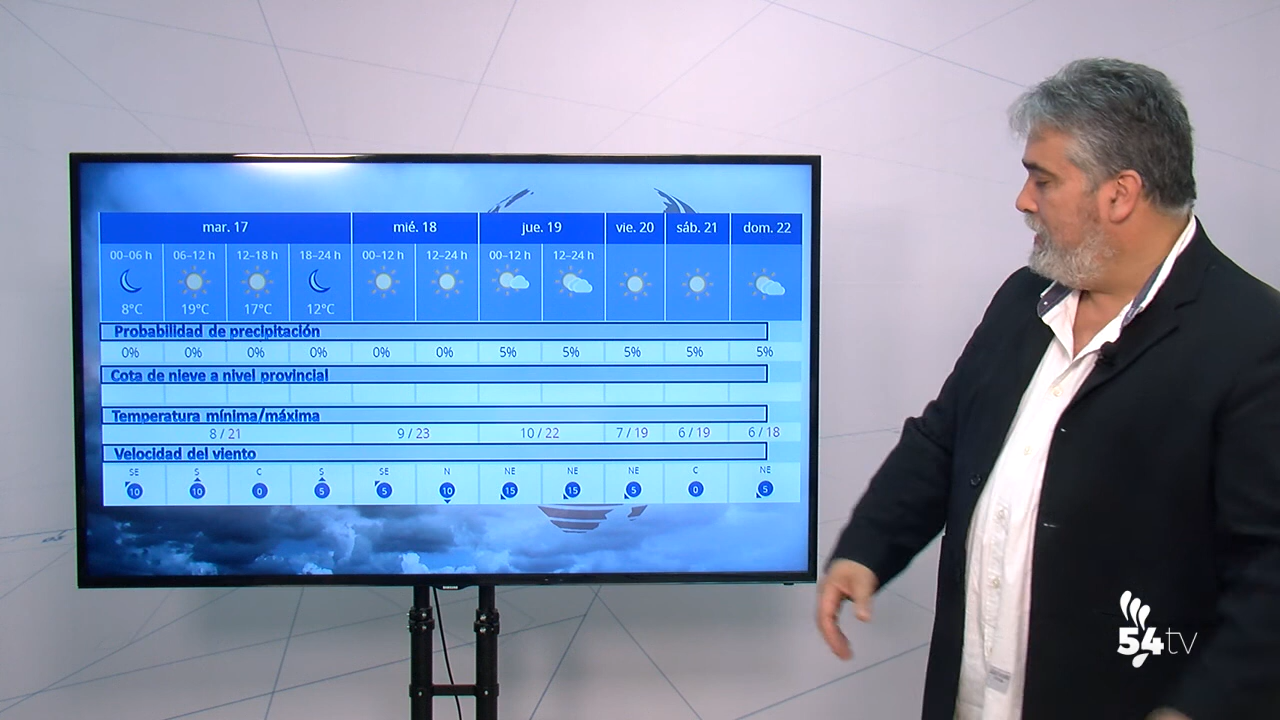 mar. 17 mié. 18 jue. 19 vie. 20 sáb. 21 dom. 22
00–06 h 06–12 h 12–18 h 18–24 h 00–12 h 12–24 h 00–12 h 12–24 h
8°C 19°C 17°C 12°C
Probabilidad de precipitación
0% 0% 0% 0% 0% 0% 5% 5% 5% 5% 5%
Cota de nieve a nivel provincial
Temperatura mínima/máxima
8 / 21 9 / 23 10 / 22 7 / 19 6 / 19 6 / 18
Velocidad del viento
SE S C S SE N NE NE NE C NE
10 10 0 5 5 10 15 15 5 0 5
SAMSUNG
54tv